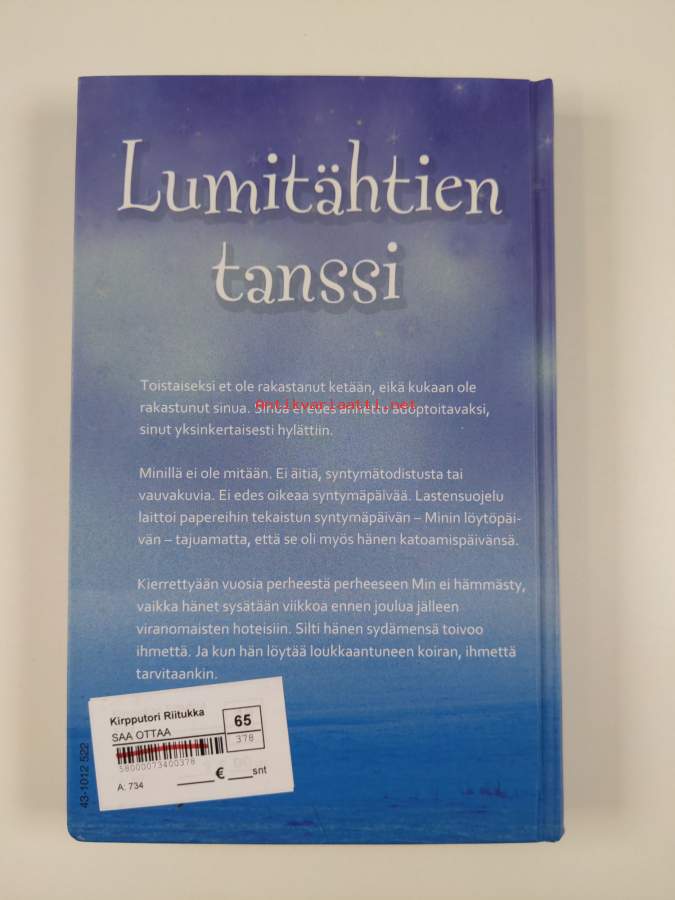 Lumitähtien
tanssi
Toistaiseksi et ole rakastanut ketään, eikä kukaan ole
rakastunut sinua. Sinua ei edes annettu adoptoitavaksi,
Antikvariaatti.net
sinut yksinkertaisesti hylättiin.
Minillä ei ole mitään. Ei äitiä, syntymätodistusta tai
vauvakuvia. Ei edes oikeaa syntymäpäivää. Lastensuojelu
laittoi papereihin tekaistun syntymäpäivän – Minin löytöpäi-
vän – tajuamatta, että se oli myös hänen katoamispäivänsä.
Kierrettyään vuosia perheestä perheeseen Min ei hämmästy,
vaikka hänet sysätään viikkoa ennen joulua jälleen
viranomaisten hoteisiin. Silti hänen sydämensä toivoo
ihmettä. Ja kun hän löytää loukkaantuneen koiran, ihmettä
tarvitaankin.
Kirpputori Riitukka
SAA OTTAA
65
378
58000073400378
A: 734
€ snt
43-1012 522